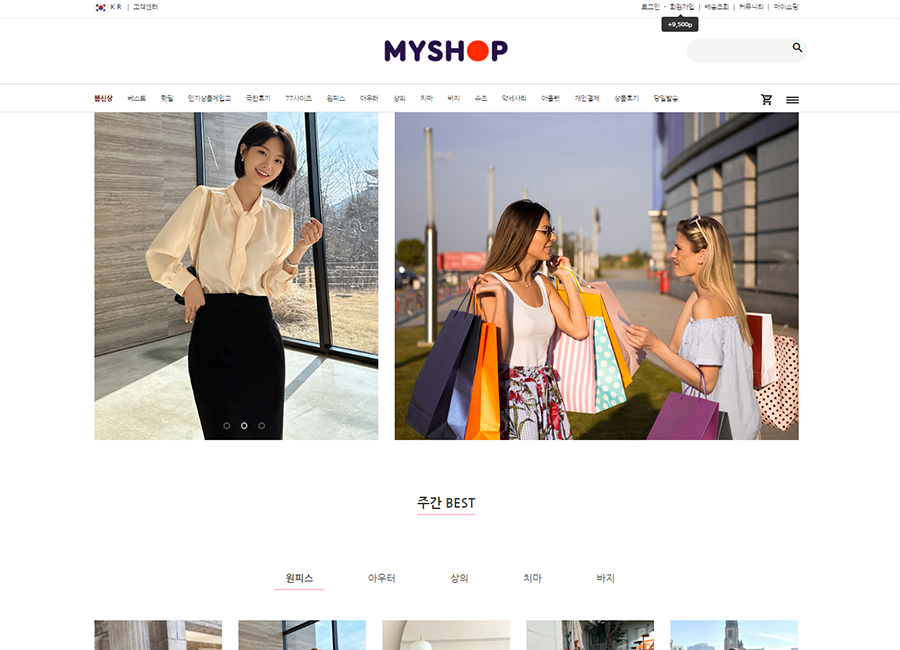 KR | 고객센터
로그인 • 회원가입 | 배송조회 | 커뮤니티 | 마이쇼핑
+9,500p
MYSHOP
봄신상 베스트 핫딜 인기상품재입고 극찬후기 77사이즈 원피스 아우터 상의 치마 바지 슈즈 악세사리 아울렛 개인결제 상품후기 당일발송
주간 BEST
원피스 아우터 상의 치마 바지